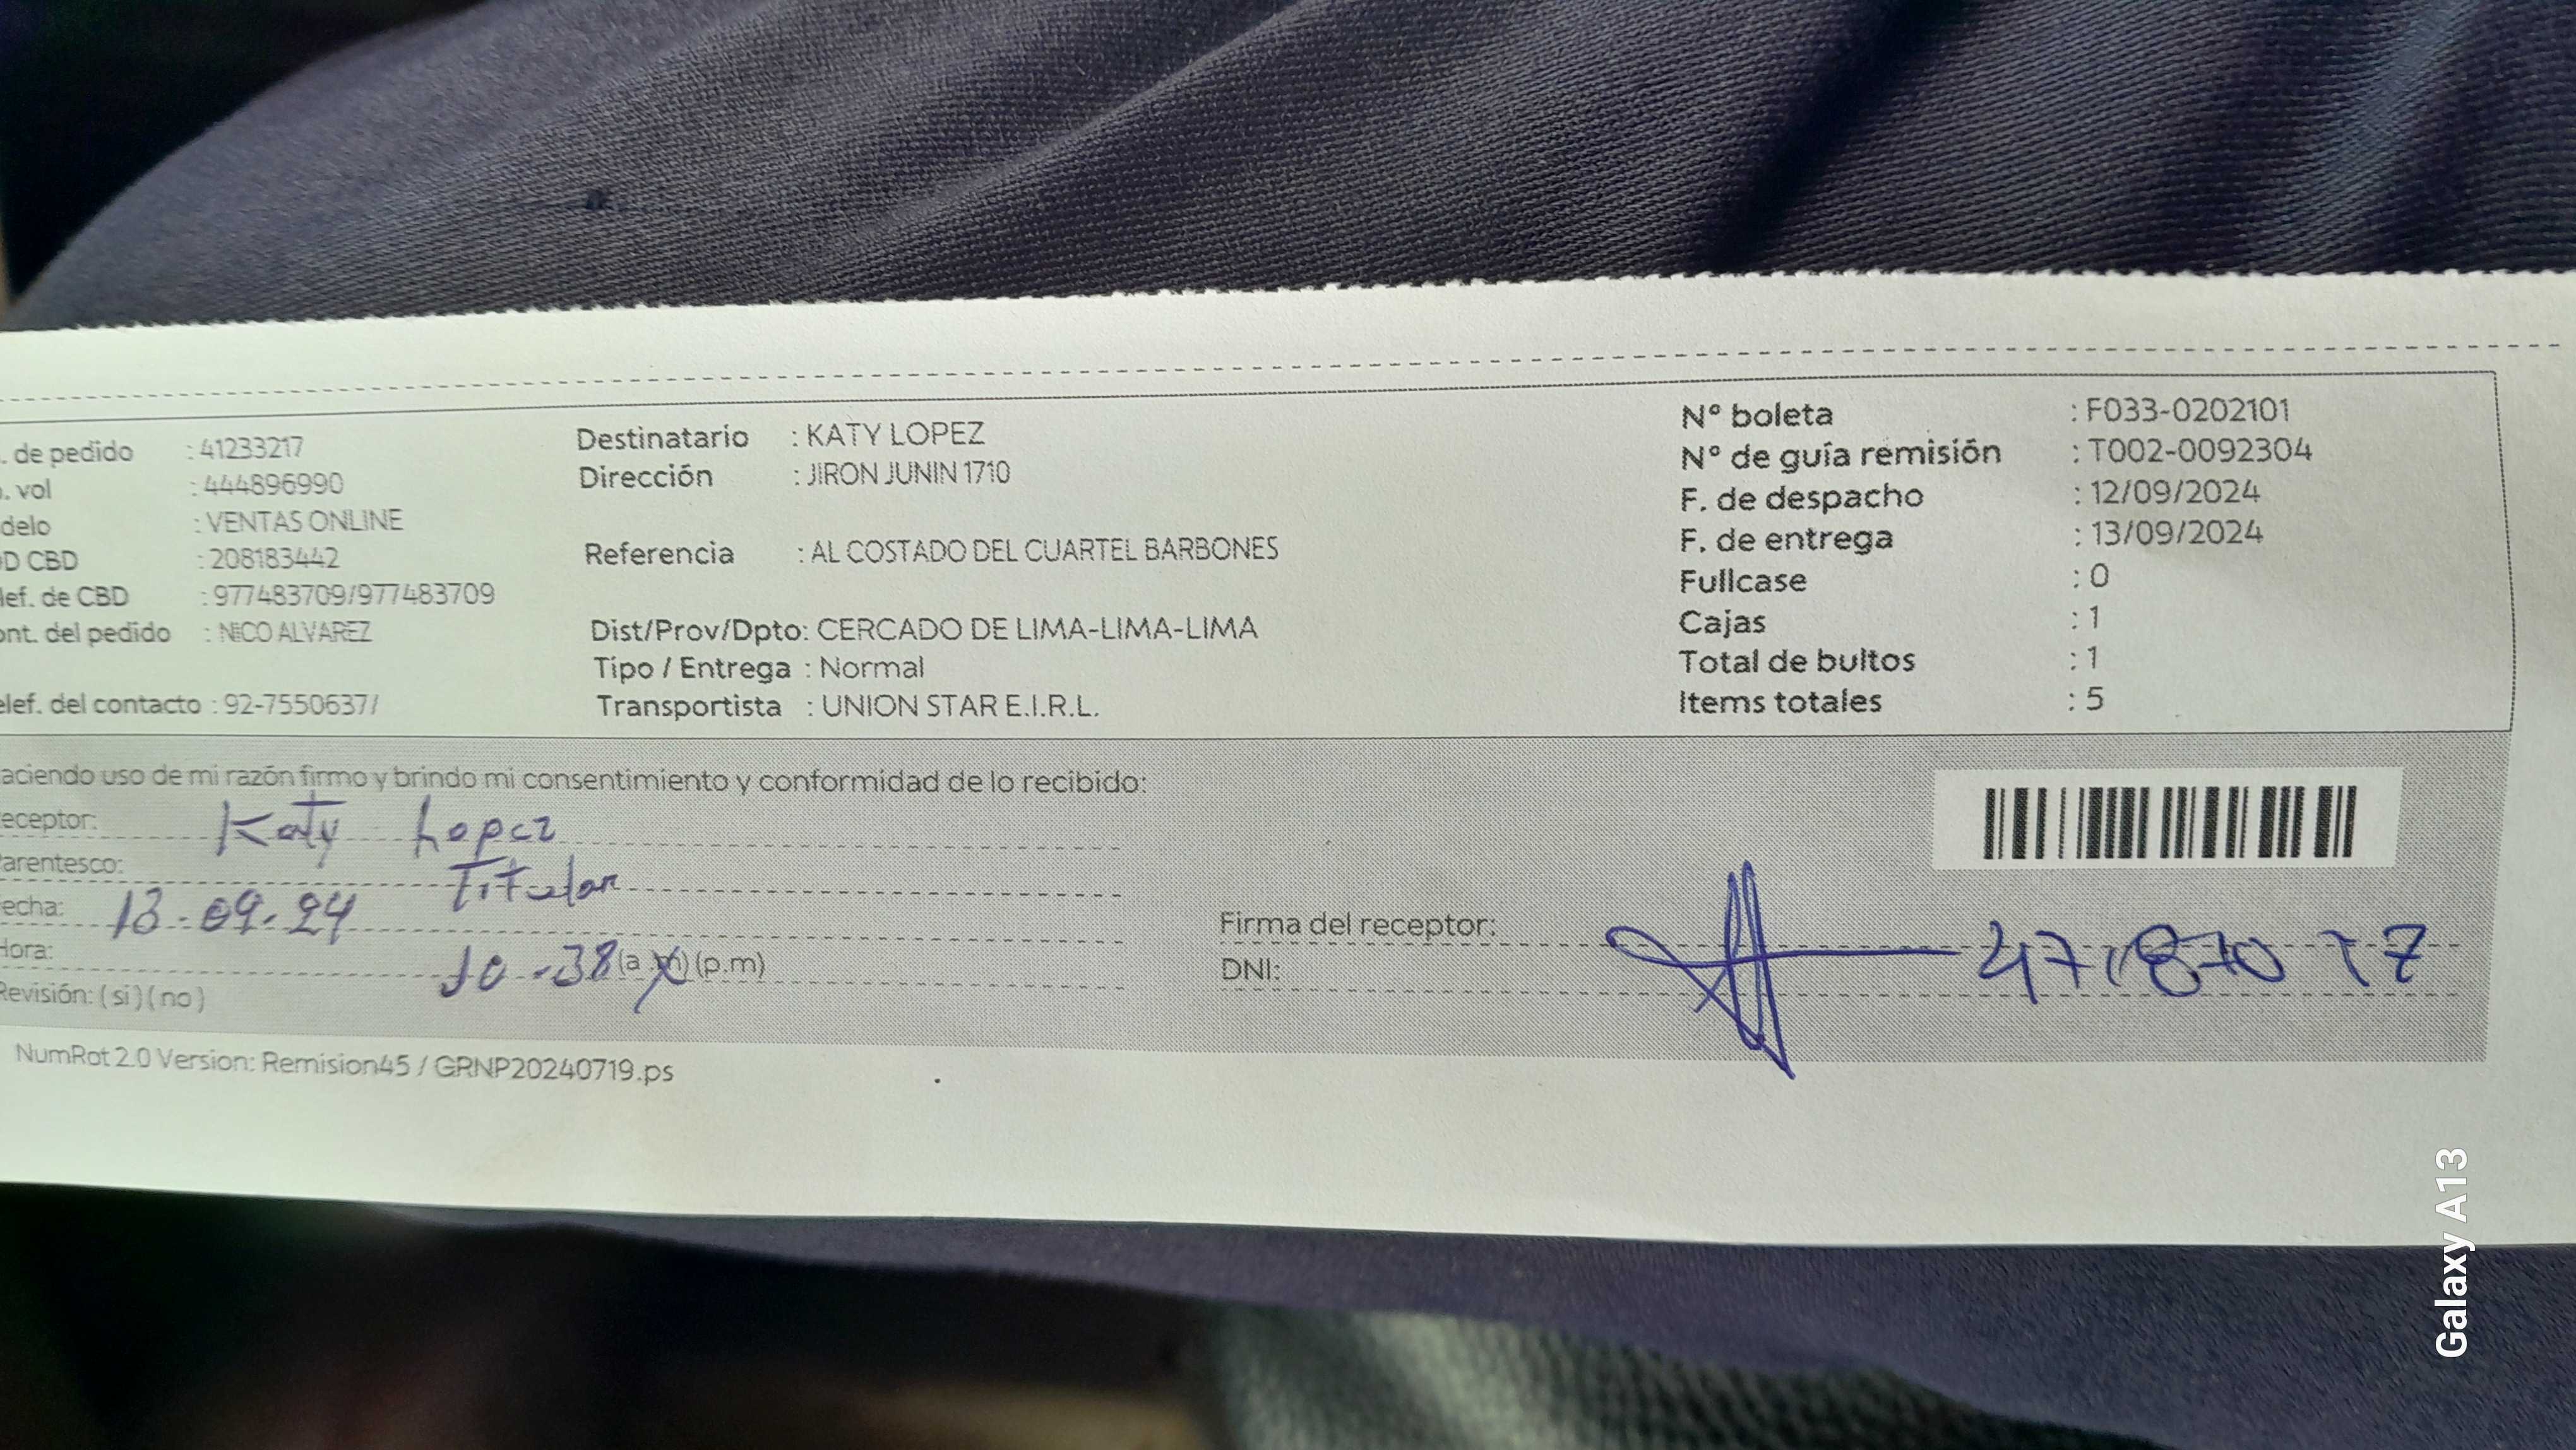 . de pedido : 41233217
. vol : 444896990
delo : VENTAS ONLINE
D CBD : 208183442
lef. de CBD : 977483709/977483709
ont. del pedido : NICO ALVAREZ
elef. del contacto : 92-7550637/
Destinatario : KATY LOPEZ
Dirección : JIRON JUNIN 1710
Referencia : AL COSTADO DEL CUARTEL BARBONES
Dist/Prov/Dpto: CERCADO DE LIMA-LIMA-LIMA
Tipo / Entrega : Normal
Transportista : UNION STAR E.I.R.L.
Nº boleta : F033-0202101
Nº de guía remisión : T002-0092304
F. de despacho : 12/09/2024
F. de entrega : 13/09/2024
Fullcase : 0
Cajas : 1
Total de bultos : 1
Items totales : 5
aciendo uso de mi razón firmo y brindo mi consentimiento y conformidad de lo recibido:
eceptor: Katy Lopez
arentesco: Titular
echa: 13-09-24
Hora: 10-38 (a.m) (p.m)
Revisión: (si) (no)
Firma del receptor:
DNI:
NumRot 2.0 Version: Remision45 / GRNP20240719.ps
Galaxy A13